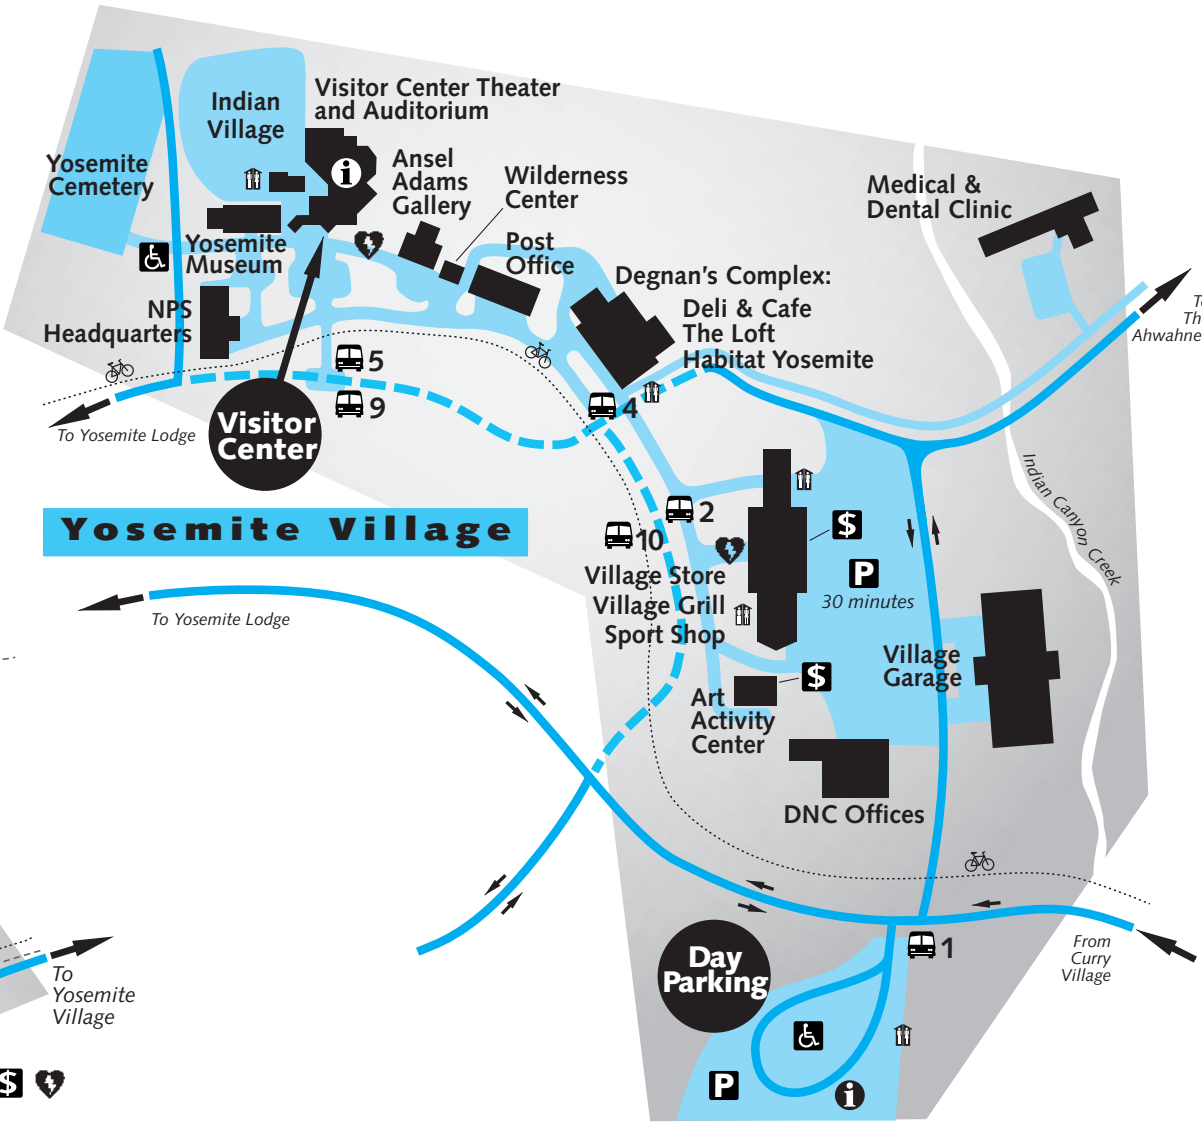 Visitor Center Theater
and Auditorium
Indian
Village
Yosemite
Cemetery
i
Ansel
Adams
Gallery
Wilderness
Center
Post
Office
Medical &
Dental Clinic
Yosemite
Museum
NPS
Headquarters
Degnan's Complex:
Deli & Cafe
The Loft
Habitat Yosemite
Ahwahne
5
9
4
To Yosemite Lodge
Visitor
Center
Yosemite Village
2
10
$
P
30 minutes
Indian Canyon Creek
Village Store
Village Grill
Sport Shop
To Yosemite Lodge
Village
Garage
$
Art
Activity
Center
DNC Offices
Day
Parking
1
From
Curry
Village
To
Yosemite
Village
P
i
$